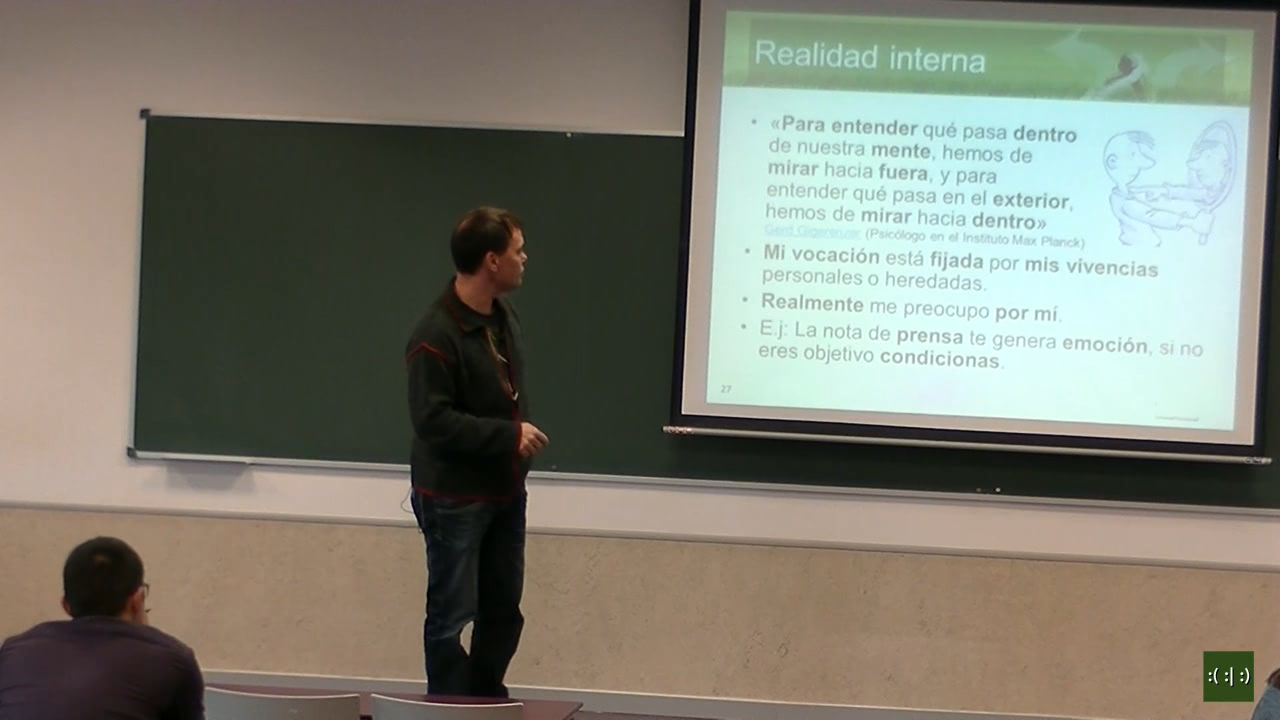 Realidad interna
• «Para entender qué pasa dentro
de nuestra mente, hemos de
mirar hacia fuera, y para
entender qué pasa en el exterior,
hemos de mirar hacia dentro»
Gerd Gigerenzer (Psicólogo en el Instituto Max Planck)
• Mi vocación está fijada por mis vivencias
personales o heredadas.
• Realmente me preocupo por mí.
• E.j: La nota de prensa te genera emoción, si no
eres objetivo condicionas.
27
:( :| :)